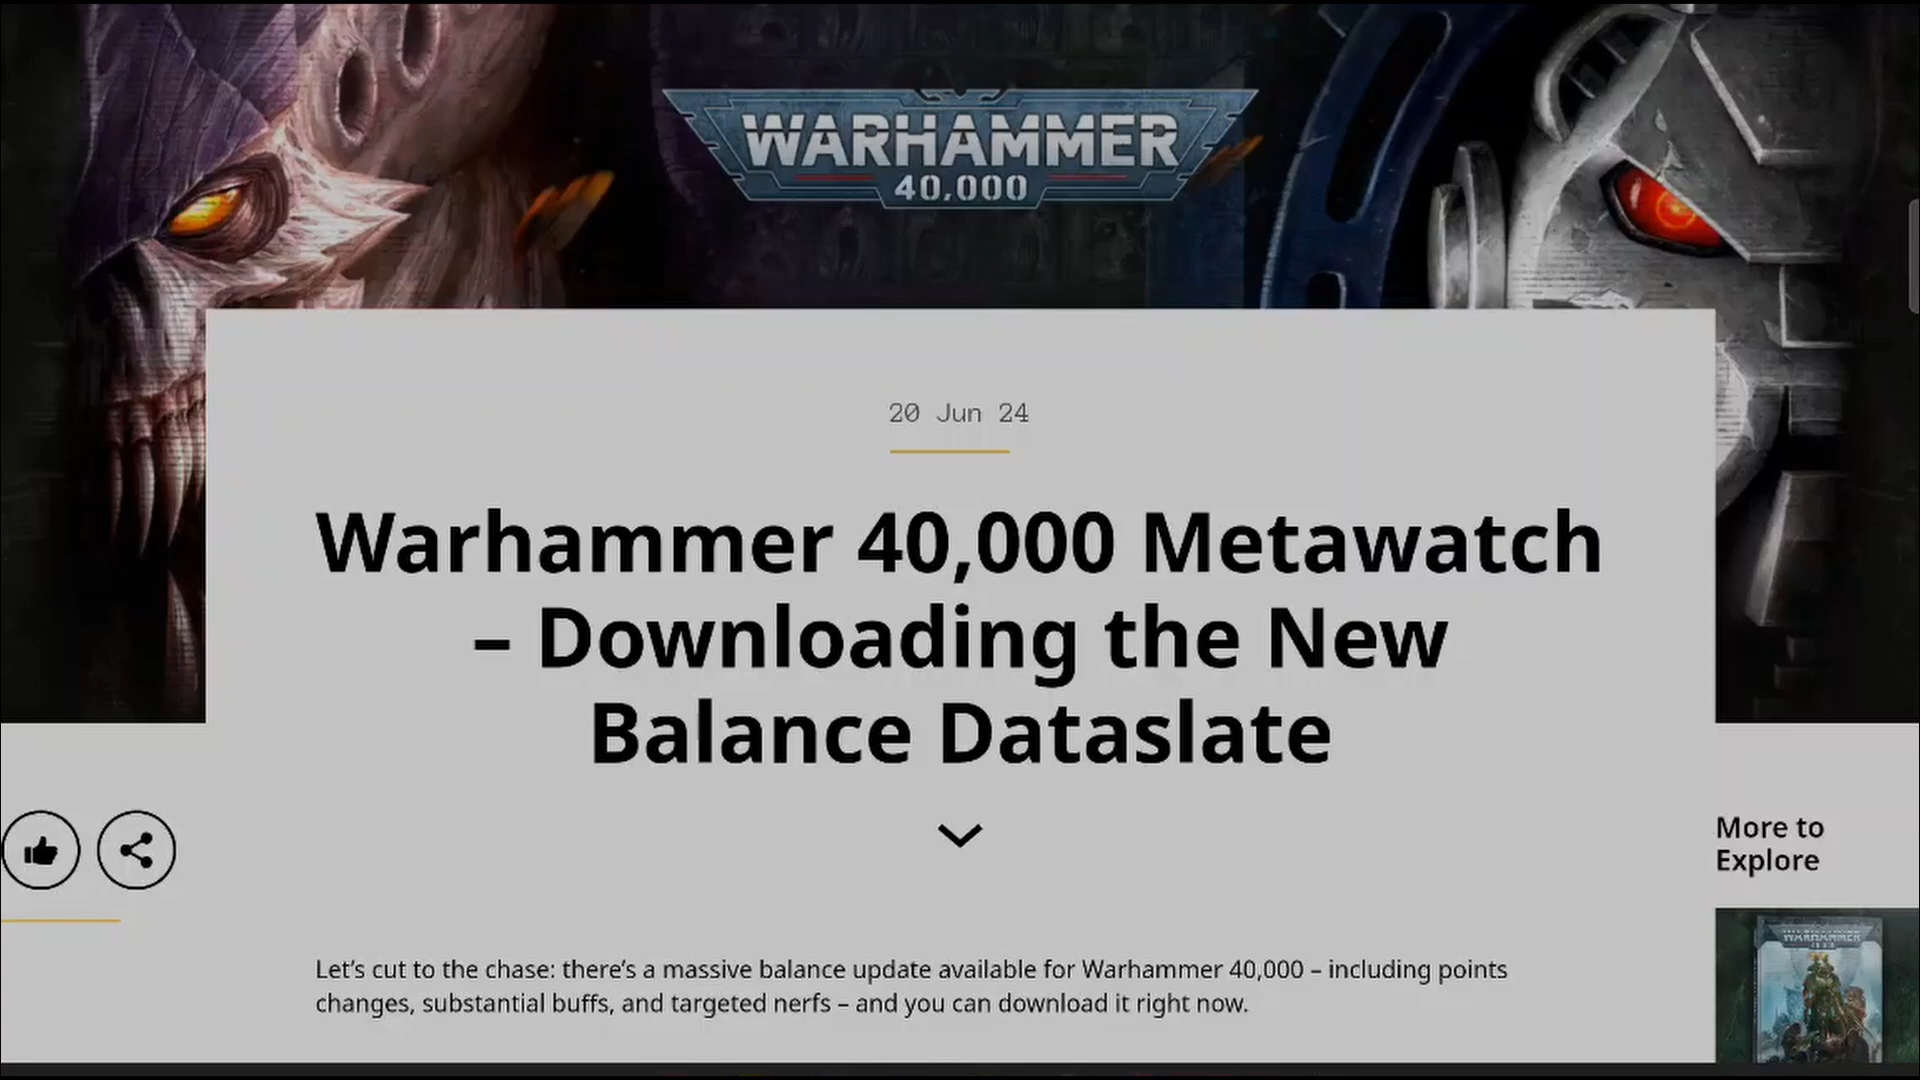 WARHAMMER
40,000
20 Jun 24
Warhammer 40,000 Metawatch
– Downloading the New
Balance Dataslate
More to
Explore
Let's cut to the chase: there's a massive balance update available for Warhammer 40,000 – including points
changes, substantial buffs, and targeted nerfs – and you can download it right now.
WARHAMMER